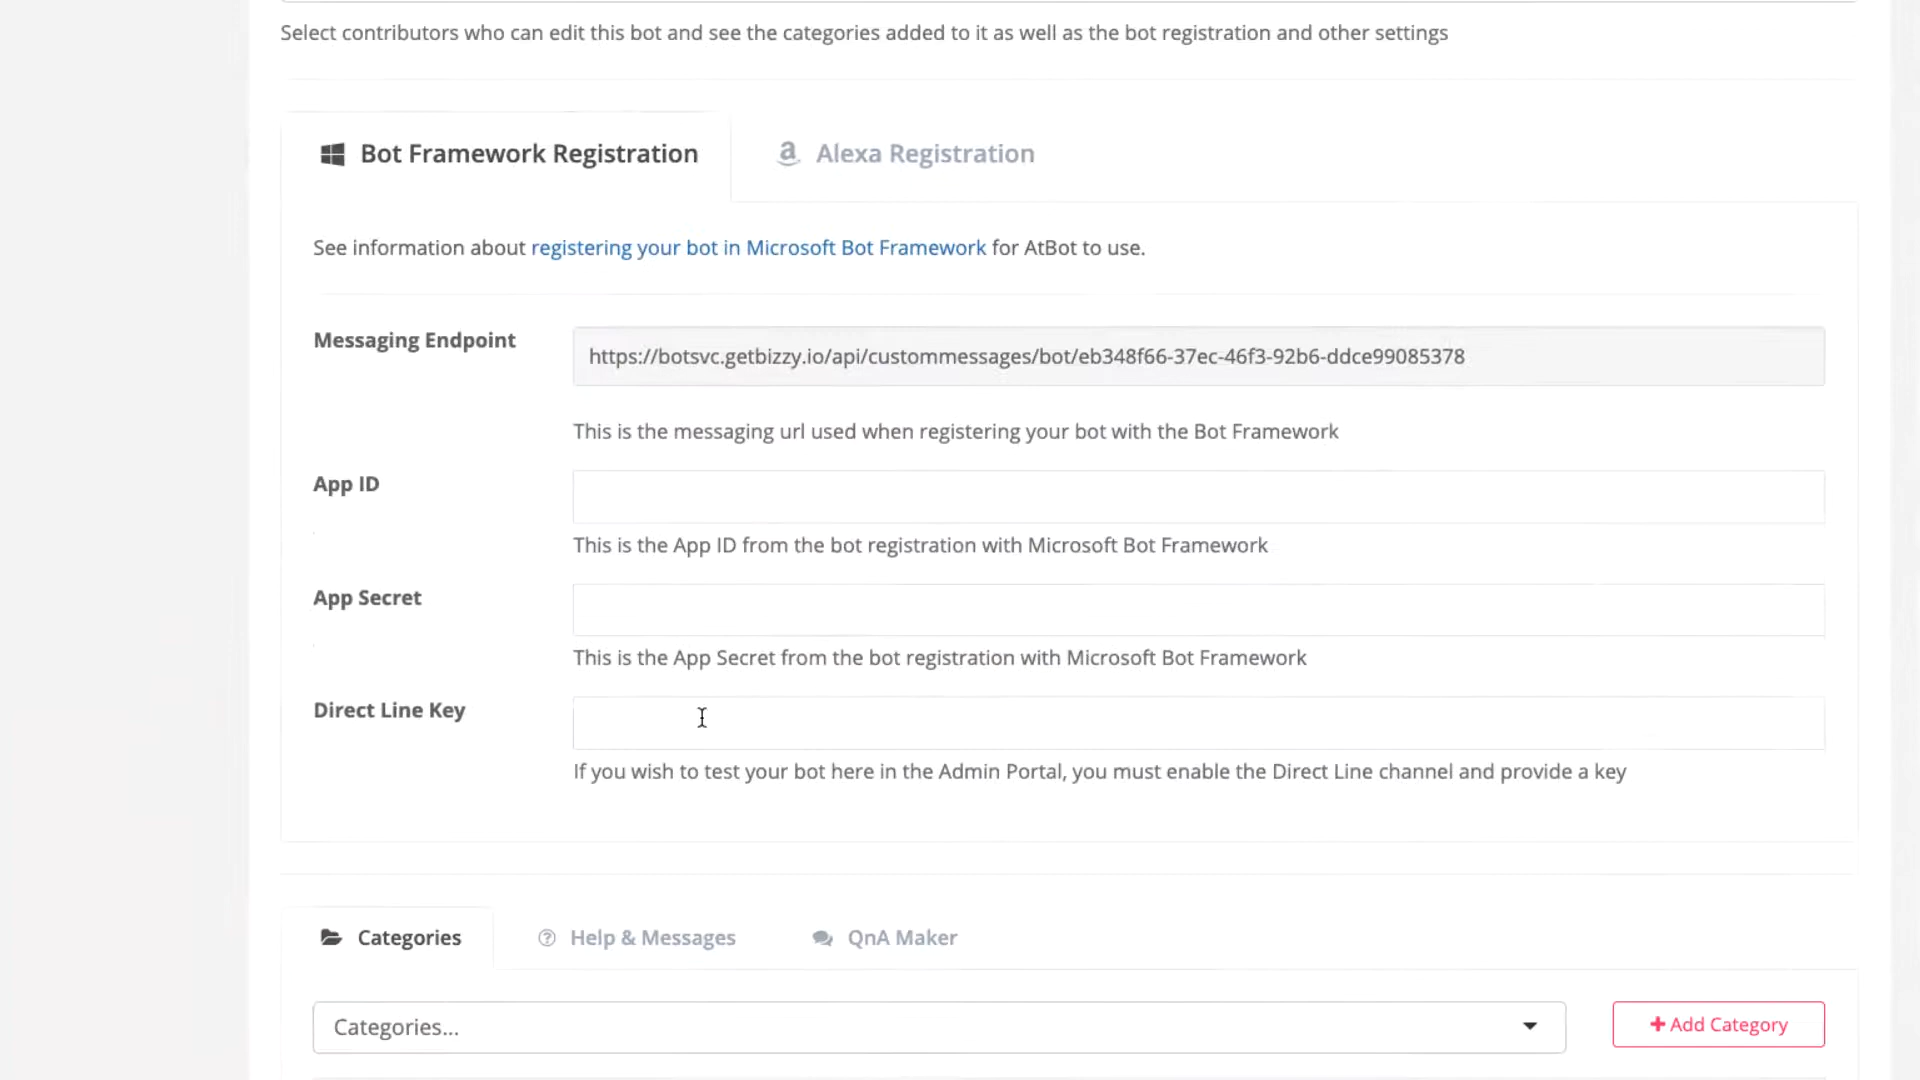 Select contributors who can edit this bot and see the categories added to it as well as the bot registration and other settings
Bot Framework Registration
Alexa Registration
See information about registering your bot in Microsoft Bot Framework for AtBot to use.
Messaging Endpoint
https://botsvc.getbizzy.io/api/custommessages/bot/eb348f66-37ec-46f3-92b6-ddce99085378
This is the messaging url used when registering your bot with the Bot Framework
App ID
This is the App ID from the bot registration with Microsoft Bot Framework
App Secret
This is the App Secret from the bot registration with Microsoft Bot Framework
Direct Line Key
If you wish to test your bot here in the Admin Portal, you must enable the Direct Line channel and provide a key
Categories
Help & Messages
QnA Maker
Categories...
+ Add Category